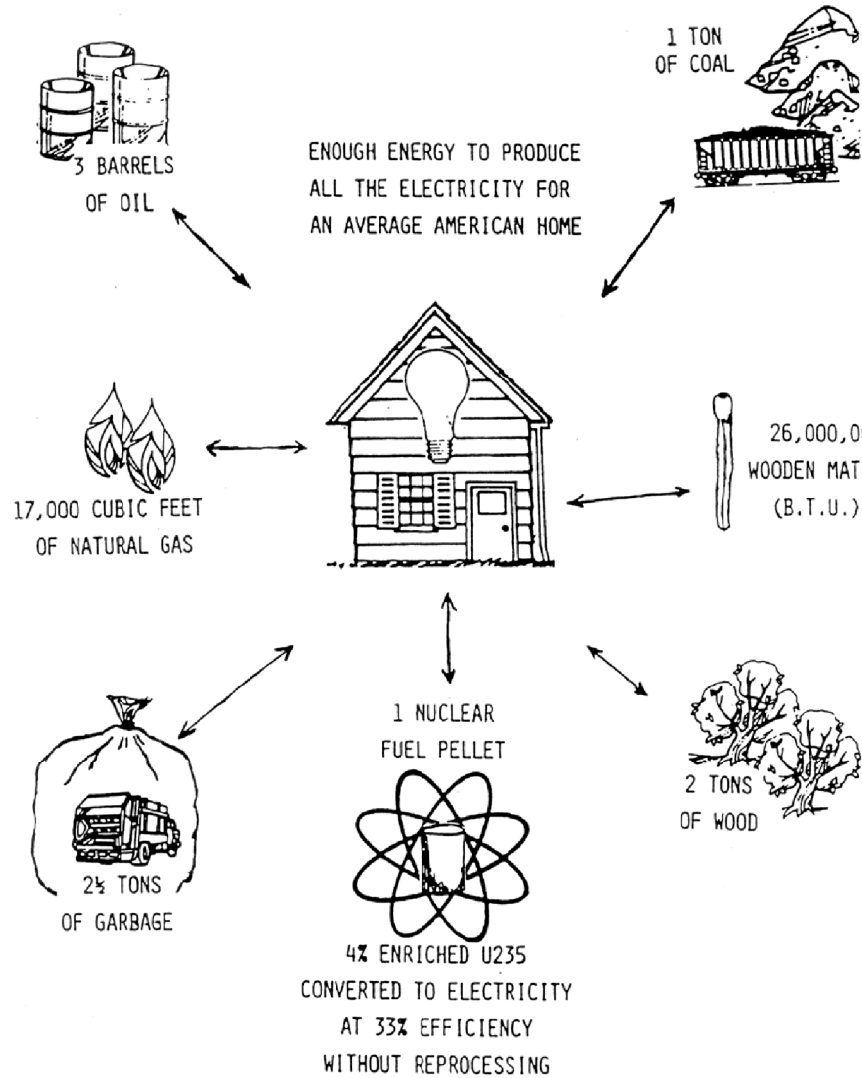 1 TON
OF COAL
3 BARRELS
OF OIL
ENOUGH ENERGY TO PRODUCE
ALL THE ELECTRICITY FOR
AN AVERAGE AMERICAN HOME
17,000 CUBIC FEET
OF NATURAL GAS
WOODEN
(B.T.U.)
1 NUCLEAR
FUEL PELLET
2 TONS
OF WOOD
2½ TONS
OF GARBAGE
4% ENRICHED U235
CONVERTED TO ELECTRICITY
AT 33% EFFICIENCY
WITHOUT REPROCESSING